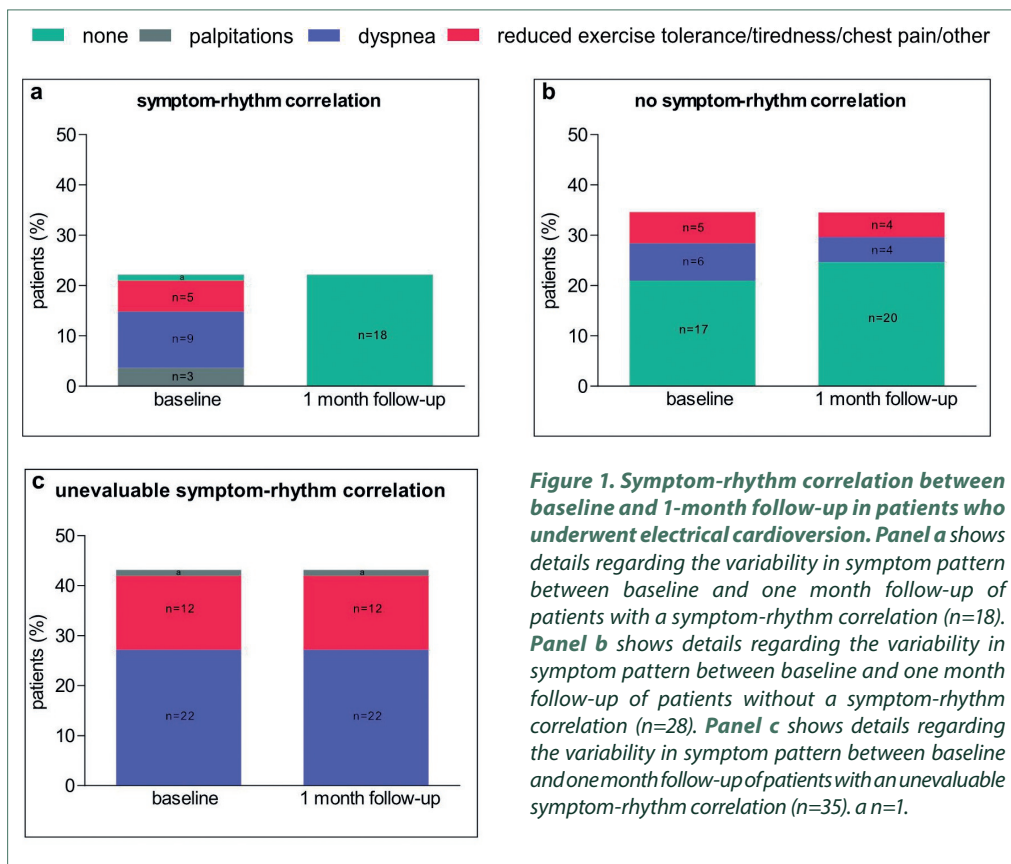 none palpitations dyspnea reduced exercise tolerance/tiredness/chest pain/other
a
symptom-rhythm correlation
50
40
30
20
10
0
patients (%)
a
n=5
n=9
n=3
n=18
baseline 1 month follow-up
b
no symptom-rhythm correlation
50
40
30
20
10
0
patients (%)
n=5
n=6
n=17
n=4
n=4
n=20
baseline 1 month follow-up
c
unevaluable symptom-rhythm correlation
50
40
30
20
10
0
patients (%)
a
n=12
n=22
a
n=12
n=22
baseline 1 month follow-up
Figure 1. Symptom-rhythm correlation between
baseline and 1-month follow-up in patients who
underwent electrical cardioversion. Panel a shows
details regarding the variability in symptom pattern
between baseline and one month follow-up of
patients with a symptom-rhythm correlation (n=18).
Panel b shows details regarding the variability in
symptom pattern between baseline and one month
follow-up of patients without a symptom-rhythm
correlation (n=28). Panel c shows details regarding
the variability in symptom pattern between baseline
and one month follow-up of patients with an unevaluable
symptom-rhythm correlation (n=35). a n=1.